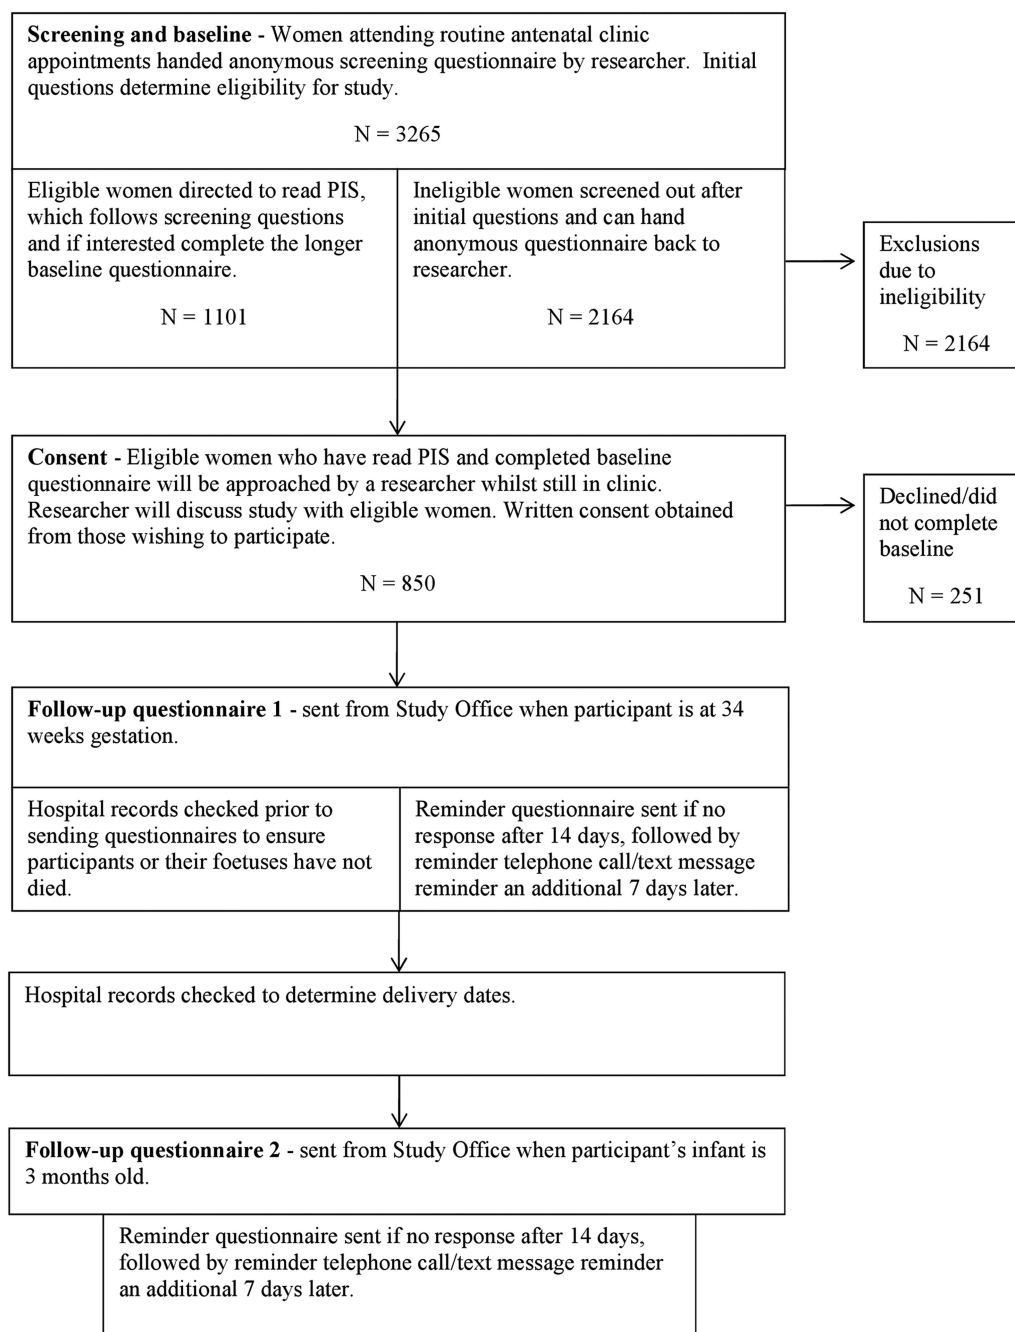 Screening and baseline - Women attending routine antenatal clinic
appointments handed anonymous screening questionnaire by researcher.  Initial
questions determine eligibility for study.
N = 3265
Eligible women directed to read PIS,
which follows screening questions
and if interested complete the longer
baseline questionnaire.
N = 1101
Ineligible women screened out after
initial questions and can hand
anonymous questionnaire back to
researcher.
N = 2164
Exclusions
due to
ineligibility
N = 2164
Consent - Eligible women who have read PIS and completed baseline
questionnaire will be approached by a researcher whilst still in clinic.
Researcher will discuss study with eligible women. Written consent obtained
from those wishing to participate.
N = 850
Declined/did
not complete
baseline
N = 251
Follow-up questionnaire 1 - sent from Study Office when participant is at 34
weeks gestation.
Hospital records checked prior to
sending questionnaires to ensure
participants or their foetuses have not
died.
Reminder questionnaire sent if no
response after 14 days, followed by
reminder telephone call/text message
reminder an additional 7 days later.
Hospital records checked to determine delivery dates.
Follow-up questionnaire 2 - sent from Study Office when participant’s infant is
3 months old.
Reminder questionnaire sent if no response after 14 days,
followed by reminder telephone call/text message reminder
an additional 7 days later.